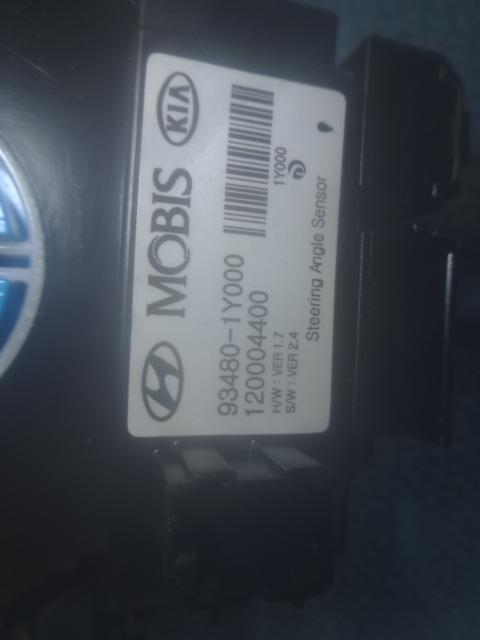 MOBIS KIA
93480-1Y000
120004400
H/W : VER 1.7
S/W : VER 2.4
1Y000
Steering Angle Sensor